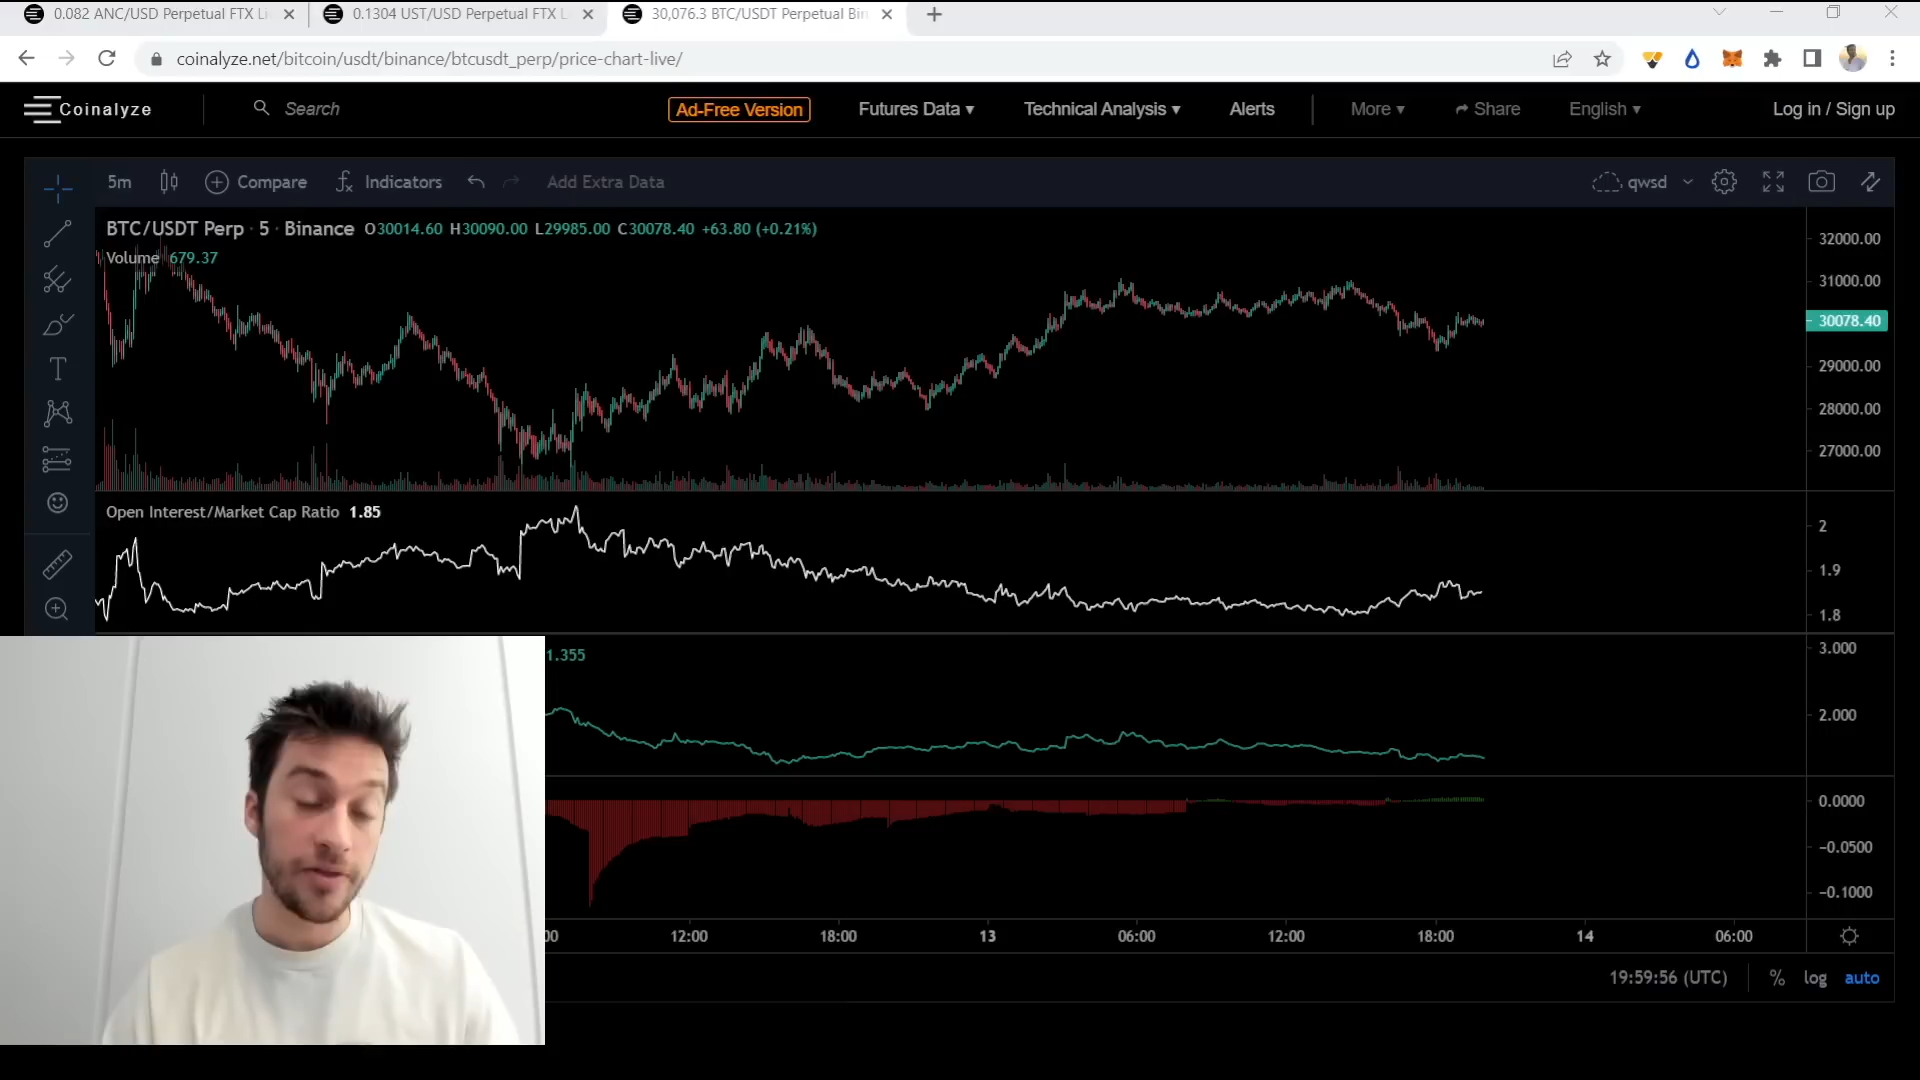 0.082 ANC/USD Perpetual FTX Li
0.1304 UST/USD Perpetual FTX L
30,076.3 BTC/USDT Perpetual Bin
coinalyze.net/bitcoin/usdt/binance/btcusdt_perp/price-chart-live/
Coinalyze
Search
Ad-Free Version
Futures Data ▾
Technical Analysis ▾
Alerts
More ▾
Share
English ▾
Log in / Sign up
5m
Compare
Indicators
Add Extra Data
qwsd
BTC/USDT Perp · 5 · Binance O30014.60 H30090.00 L29985.00 C30078.40 +63.80 (+0.21%)
Volume 679.37
32000.00
31000.00
30078.40
29000.00
28000.00
27000.00
Open Interest/Market Cap Ratio 1.85
2
1.9
1.8
1.355
3.000
2.000
0.0000
−0.0500
−0.1000
00 12:00 18:00 13 06:00 12:00 18:00 14 06:00
19:59:56 (UTC) % log auto